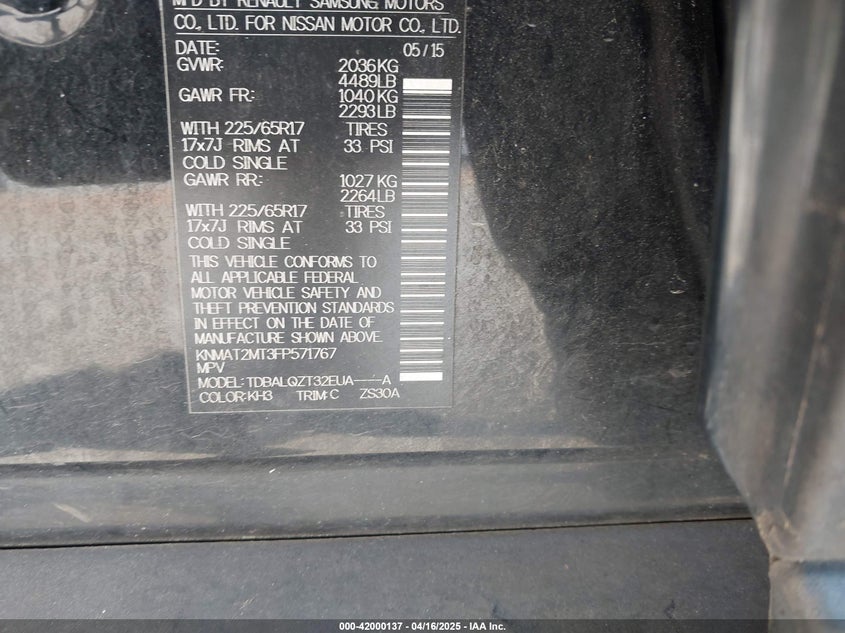 MFD BY RENAULT SAMSUNG MOTORS
CO., LTD. FOR NISSAN MOTOR CO., LTD.
DATE: 05/15
GVWR: 2036KG
4489LB
GAWR FR: 1040KG
2293LB
WITH 225/65R17 TIRES
17x7J RIMS AT 33 PSI
COLD SINGLE
GAWR RR: 1027KG
2264LB
WITH 225/65R17 TIRES
17x7J RIMS AT 33 PSI
COLD SINGLE
THIS VEHICLE CONFORMS TO
ALL APPLICABLE FEDERAL
MOTOR VEHICLE SAFETY AND
THEFT PREVENTION STANDARDS
IN EFFECT ON THE DATE OF
MANUFACTURE SHOWN ABOVE.
KNMAT2MT3FP571767
MPV
MODEL: TDBALQZT32EUA----A
COLOR:KH3 TRIM:C ZS30A
000-42000137 - 04/16/2025 - IAA Inc.